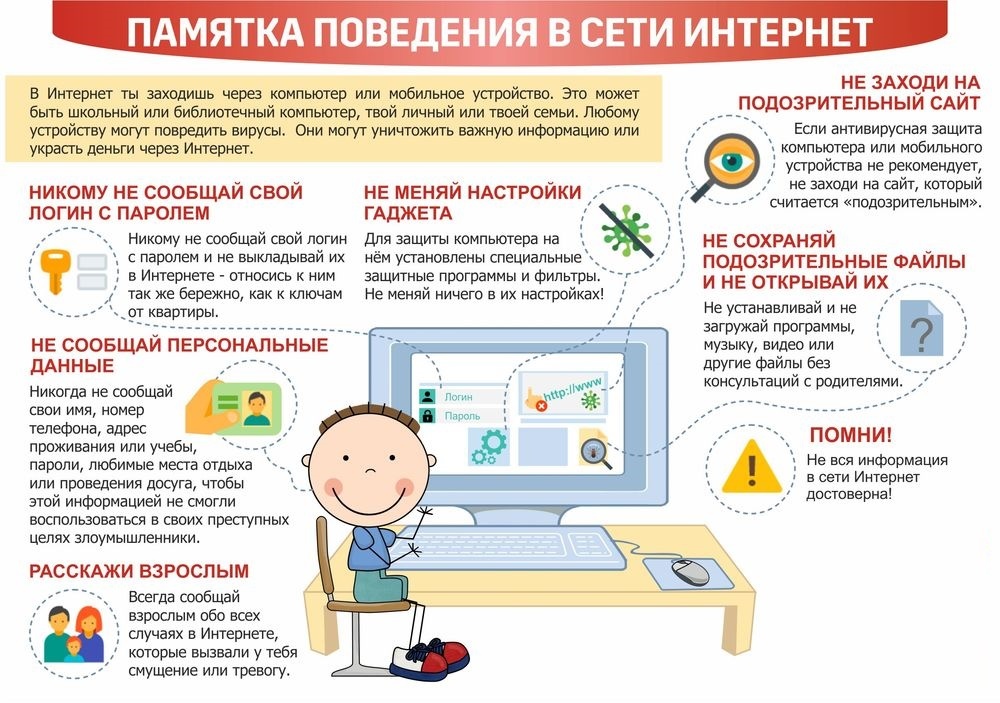 ПАМЯТКА ПОВЕДЕНИЯ В СЕТИ ИНТЕРНЕТ
В Интернет ты заходишь через компьютер или мобильное устройство. Это может
быть школьный или библиотечный компьютер, твой личный или твоей семьи. Любому
устройству могут повредить вирусы. Они могут уничтожить важную информацию или
украсть деньги через Интернет.
НИКОМУ НЕ СООБЩАЙ СВОЙ
ЛОГИН С ПАРОЛЕМ
Никому не сообщай свой логин
с паролем и не выкладывай их
в Интернете - относись к ним
так же бережно, как к ключам
от квартиры.
НЕ МЕНЯЙ НАСТРОЙКИ
ГАДЖЕТА
Для защиты компьютера на
нём установлены специальные
защитные программы и фильтры.
Не меняй ничего в их настройках!
НЕ ЗАХОДИ НА
ПОДОЗРИТЕЛЬНЫЙ САЙТ
Если антивирусная защита
компьютера или мобильного
устройства не рекомендует,
не заходи на сайт, который
считается «подозрительным».
НЕ СОХРАНЯЙ
ПОДОЗРИТЕЛЬНЫЕ ФАЙЛЫ
И НЕ ОТКРЫВАЙ ИХ
Не устанавливай и не
загружай программы,
музыку, видео или
другие файлы без
консультаций с родителями.
?
НЕ СООБЩАЙ ПЕРСОНАЛЬНЫЕ
ДАННЫЕ
Никогда не сообщай
свои имя, номер
телефона, адрес
проживания или учебы,
пароли, любимые места отдыха
или проведения досуга, чтобы
этой информацией не смогли
воспользоваться в своих преступных
целях злоумышленники.
Логин
Пароль
http://www_
ПОМНИ!
Не вся информация
в сети Интернет
достоверна!
!
РАССКАЖИ ВЗРОСЛЫМ
Всегда сообщай
взрослым обо всех
случаях в Интернете,
которые вызвали у тебя
смущение или тревогу.